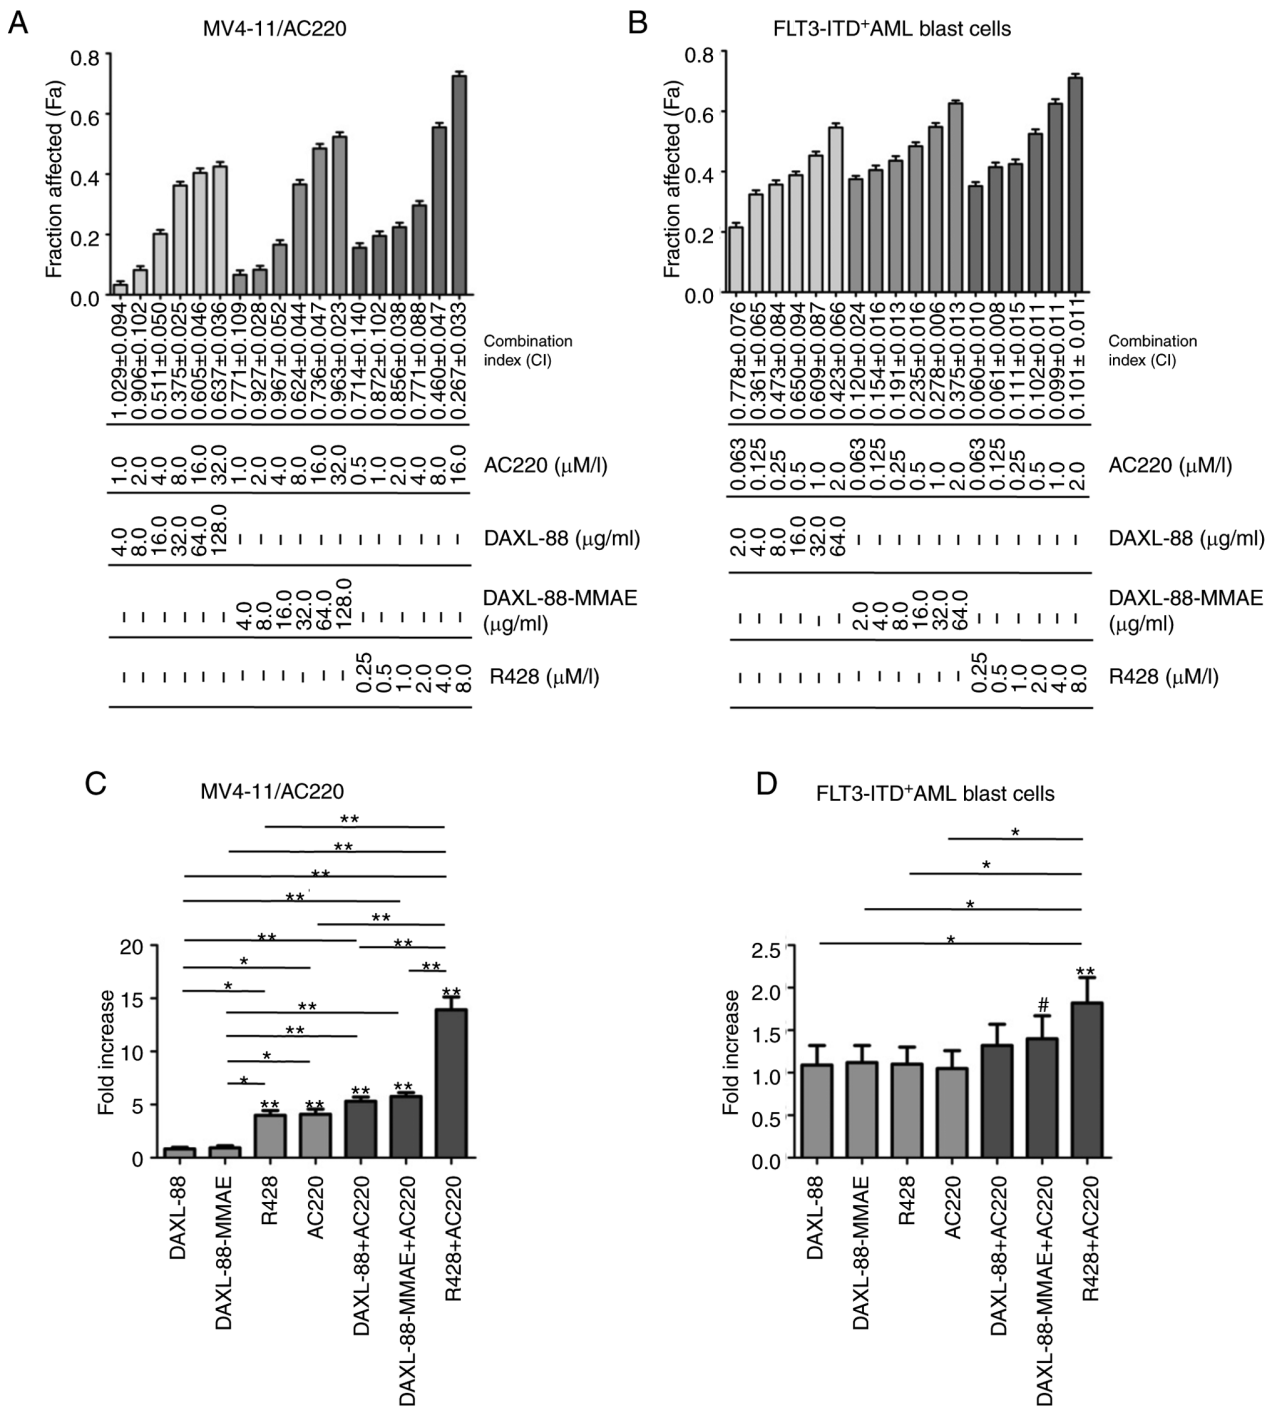 A
MV4-11/AC220
Fraction affected (Fa)
0.8
0.6
0.4
0.2
0.0
1.029±0.094
0.906±0.102
0.5111±0.050
0.375±0.025
0.605±0.046
0.637±0.036
0.771±0.109
0.927±0.028
0.967±0.052
0.624±0.044
0.736±0.047
0.963±0.023
0.714±0.140
0.872±0.102
0.856±0.038
0.771±0.088
0.460±0.047
0.267±0.033
Combination
index (CI)
1.0 2.0 4.0 8.0 16.0 32.0 1.0 2.0 4.0 8.0 16.0 32.0 0.5 1.0 2.0 4.0 8.0 16.0
AC220 (μM/l)
4.0 8.0 16.0 32.0 64.0 128.0 – – – – – – – – – – – –
DAXL-88 (μg/ml)
– – – – – – 4.0 8.0 16.0 32.0 64.0 128.0 – – – – – –
DAXL-88-MMAE
(μg/ml)
– – – – – – – – – – – – 0.25 0.5 1.0 2.0 4.0 8.0
R428 (μM/l)
B
FLT3-ITD⁺AML blast cells
Fraction affected (Fa)
0.8
0.6
0.4
0.2
0.0
0.778±0.076
0.361±0.065
0.473±0.084
0.650±0.094
0.609±0.087
0.423±0.066
0.120±0.024
0.154±0.016
0.191±0.013
0.235±0.016
0.278±0.006
0.375±0.013
0.060±0.010
0.061±0.008
0.111±0.015
0.102±0.011
0.099±0.011
0.101± 0.011
Combination
index (CI)
0.063 0.125 0.25 0.5 1.0 2.0 0.063 0.125 0.25 0.5 1.0 2.0 0.063 0.125 0.25 0.5 1.0 2.0
AC220 (μM/l)
2.0 4.0 8.0 16.0 32.0 64.0 – – – – – – – – – – – –
DAXL-88 (μg/ml)
– – – – – – 2.0 4.0 8.0 16.0 32.0 64.0 – – – – – –
DAXL-88-MMAE
(μg/ml)
– – – – – – – – – – – – 0.25 0.5 1.0 2.0 4.0 8.0
R428 (μM/l)
C
MV4-11/AC220
**
**
**
**
**
**
**
*
**
*
**
**
*
*
Fold increase
20
15
10
5
0
** ** ** ** **
DAXL-88
DAXL-88-MMAE
R428
AC220
DAXL-88+AC220
DAXL-88-MMAE+AC220
R428+AC220
D
FLT3-ITD⁺AML blast cells
*
*
*
*
Fold increase
2.5
2.0
1.5
1.0
0.5
0.0
# **
DAXL-88
DAXL-88-MMAE
R428
AC220
DAXL-88+AC220
DAXL-88-MMAE+AC220
R428+AC220